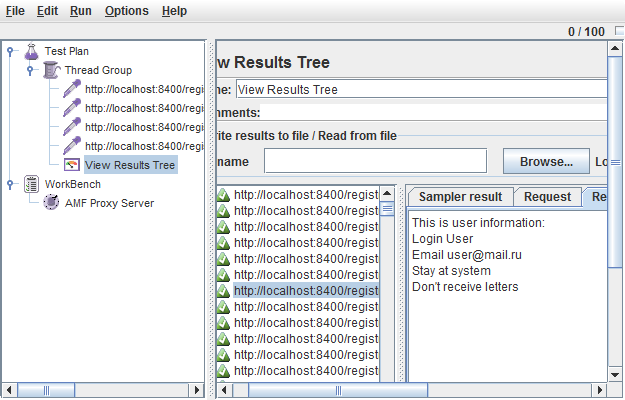 File Edit Run Options Help
0 / 100
Test Plan
Thread Group
http://localhost:8400/regi
http://localhost:8400/regi
http://localhost:8400/regi
http://localhost:8400/regi
View Results Tree
WorkBench
AMF Proxy Server
w Results Tree
ne: View Results Tree
nments:
ite results to file / Read from file
name Browse... Lo
http://localhost:8400/regist
http://localhost:8400/regist
http://localhost:8400/regist
http://localhost:8400/regist
http://localhost:8400/regist
http://localhost:8400/regist
http://localhost:8400/regist
http://localhost:8400/regist
http://localhost:8400/regist
http://localhost:8400/regist
http://localhost:8400/regist
http://localhost:8400/regist
Sampler result Request Re
This is user information:
Login User
Email user@mail.ru
Stay at system
Don't receive letters